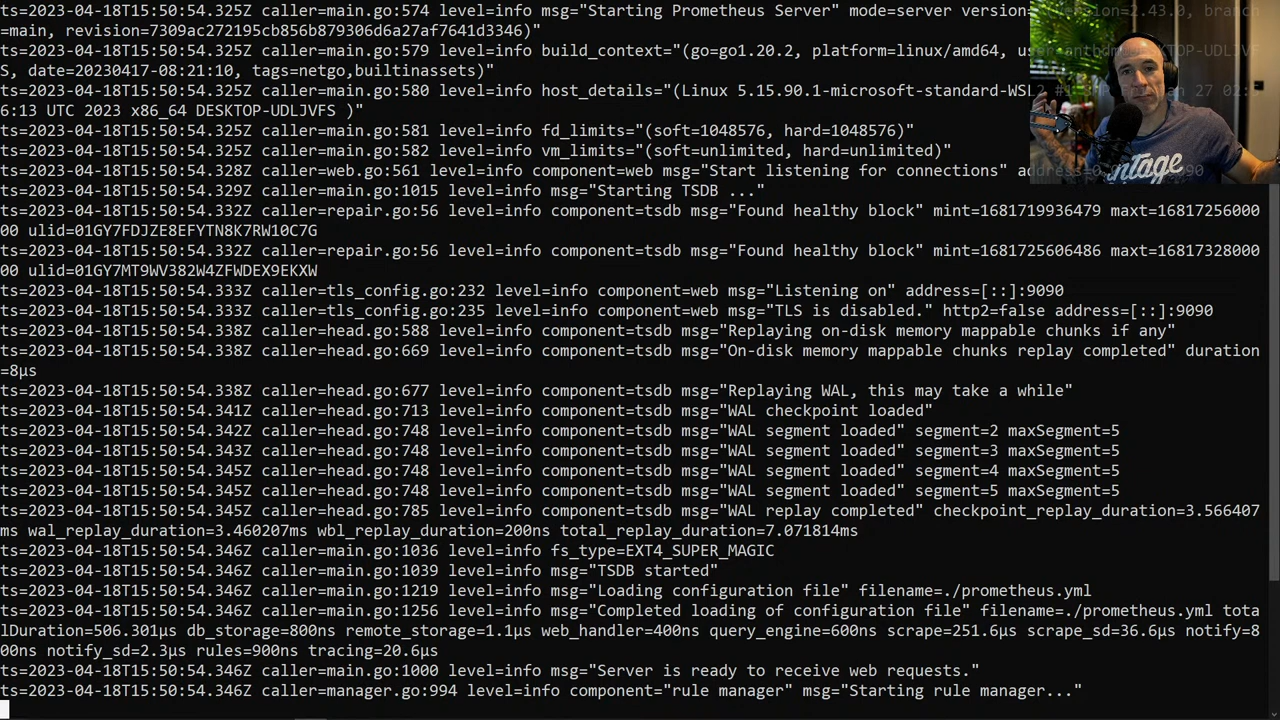 ts=2023-04-18T15:50:54.325Z caller=main.go:574 level=info msg="Starting Prometheus Server" mode=server version= version=2.43.0, branch
=main, revision=7309ac272195cb856b879306d6a27af7641d3346)"
ts=2023-04-18T15:50:54.325Z caller=main.go:579 level=info build_context="(go=go1.20.2, platform=linux/amd64, DESKTOP-UDLJVF
S, date=20230417-08:21:10, tags=netgo,builtinassets)"
ts=2023-04-18T15:50:54.325Z caller=main.go:580 level=info host_details="(Linux 5.15.90.1-microsoft-standard-WSL2 #1 27 02:5
6:13 UTC 2023 x86_64 DESKTOP-UDLJVFS )"
ts=2023-04-18T15:50:54.325Z caller=main.go:581 level=info fd_limits="(soft=1048576, hard=1048576)"
ts=2023-04-18T15:50:54.325Z caller=main.go:582 level=info vm_limits="(soft=unlimited, hard=unlimited)"
ts=2023-04-18T15:50:54.328Z caller=web.go:561 level=info component=web msg="Start listening for connections"
ts=2023-04-18T15:50:54.329Z caller=main.go:1015 level=info msg="Starting TSDB ..."
ts=2023-04-18T15:50:54.332Z caller=repair.go:56 level=info component=tsdb msg="Found healthy block" mint=1681719936479 maxt=16817256000
00 ulid=01GY7FDJZE8EFYTN8K7RW10C7G
ts=2023-04-18T15:50:54.332Z caller=repair.go:56 level=info component=tsdb msg="Found healthy block" mint=1681725606486 maxt=16817328000
00 ulid=01GY7MT9WV382W4ZFWDEX9EKXW
ts=2023-04-18T15:50:54.333Z caller=tls_config.go:232 level=info component=web msg="Listening on" address=[::]:9090
ts=2023-04-18T15:50:54.333Z caller=tls_config.go:235 level=info component=web msg="TLS is disabled." http2=false address=[::]:9090
ts=2023-04-18T15:50:54.338Z caller=head.go:588 level=info component=tsdb msg="Replaying on-disk memory mappable chunks if any"
ts=2023-04-18T15:50:54.338Z caller=head.go:669 level=info component=tsdb msg="On-disk memory mappable chunks replay completed" duration
=8µs
ts=2023-04-18T15:50:54.338Z caller=head.go:677 level=info component=tsdb msg="Replaying WAL, this may take a while"
ts=2023-04-18T15:50:54.341Z caller=head.go:713 level=info component=tsdb msg="WAL checkpoint loaded"
ts=2023-04-18T15:50:54.342Z caller=head.go:748 level=info component=tsdb msg="WAL segment loaded" segment=2 maxSegment=5
ts=2023-04-18T15:50:54.343Z caller=head.go:748 level=info component=tsdb msg="WAL segment loaded" segment=3 maxSegment=5
ts=2023-04-18T15:50:54.345Z caller=head.go:748 level=info component=tsdb msg="WAL segment loaded" segment=4 maxSegment=5
ts=2023-04-18T15:50:54.345Z caller=head.go:748 level=info component=tsdb msg="WAL segment loaded" segment=5 maxSegment=5
ts=2023-04-18T15:50:54.345Z caller=head.go:785 level=info component=tsdb msg="WAL replay completed" checkpoint_replay_duration=3.566407
ms wal_replay_duration=3.460207ms wbl_replay_duration=200ns total_replay_duration=7.071814ms
ts=2023-04-18T15:50:54.346Z caller=main.go:1036 level=info fs_type=EXT4_SUPER_MAGIC
ts=2023-04-18T15:50:54.346Z caller=main.go:1039 level=info msg="TSDB started"
ts=2023-04-18T15:50:54.346Z caller=main.go:1219 level=info msg="Loading configuration file" filename=./prometheus.yml
ts=2023-04-18T15:50:54.346Z caller=main.go:1256 level=info msg="Completed loading of configuration file" filename=./prometheus.yml tota
lDuration=506.301µs db_storage=800ns remote_storage=1.1µs web_handler=400ns query_engine=600ns scrape=251.6µs scrape_sd=36.6µs notify=8
00ns notify_sd=2.3µs rules=900ns tracing=20.6µs
ts=2023-04-18T15:50:54.346Z caller=main.go:1000 level=info msg="Server is ready to receive web requests."
ts=2023-04-18T15:50:54.346Z caller=manager.go:994 level=info component="rule manager" msg="Starting rule manager..."